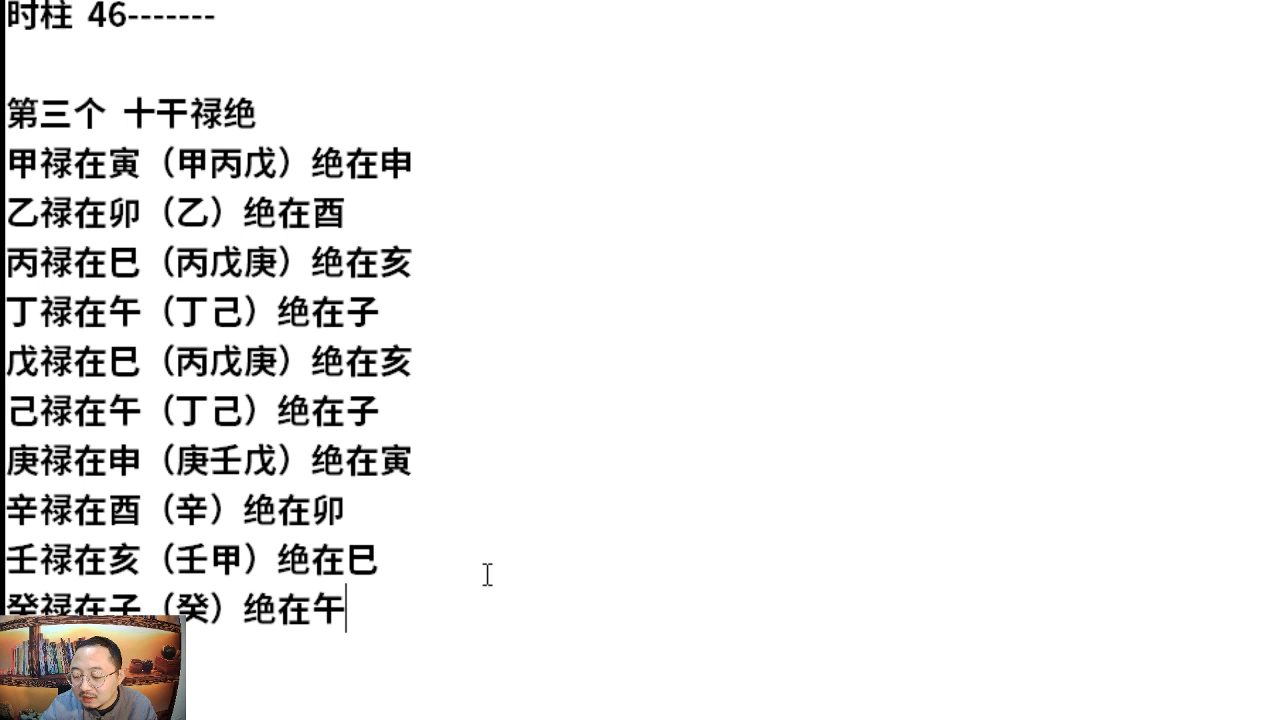 时柱 46-------
第三个 十干禄绝
甲禄在寅（甲丙戊）绝在申
乙禄在卯（乙）绝在酉
丙禄在巳（丙戊庚）绝在亥
丁禄在午（丁己）绝在子
戊禄在巳（丙戊庚）绝在亥
己禄在午（丁己）绝在子
庚禄在申（庚壬戊）绝在寅
辛禄在酉（辛）绝在卯
壬禄在亥（壬甲）绝在巳
癸禄在子（癸）绝在午